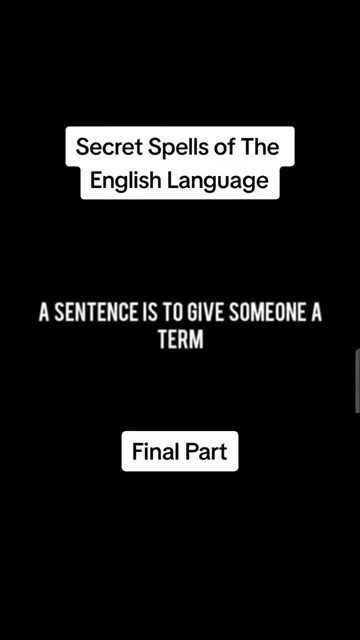 Secret Spells of The
English Language
A SENTENCE IS TO GIVE SOMEONE A
TERM
Final Part